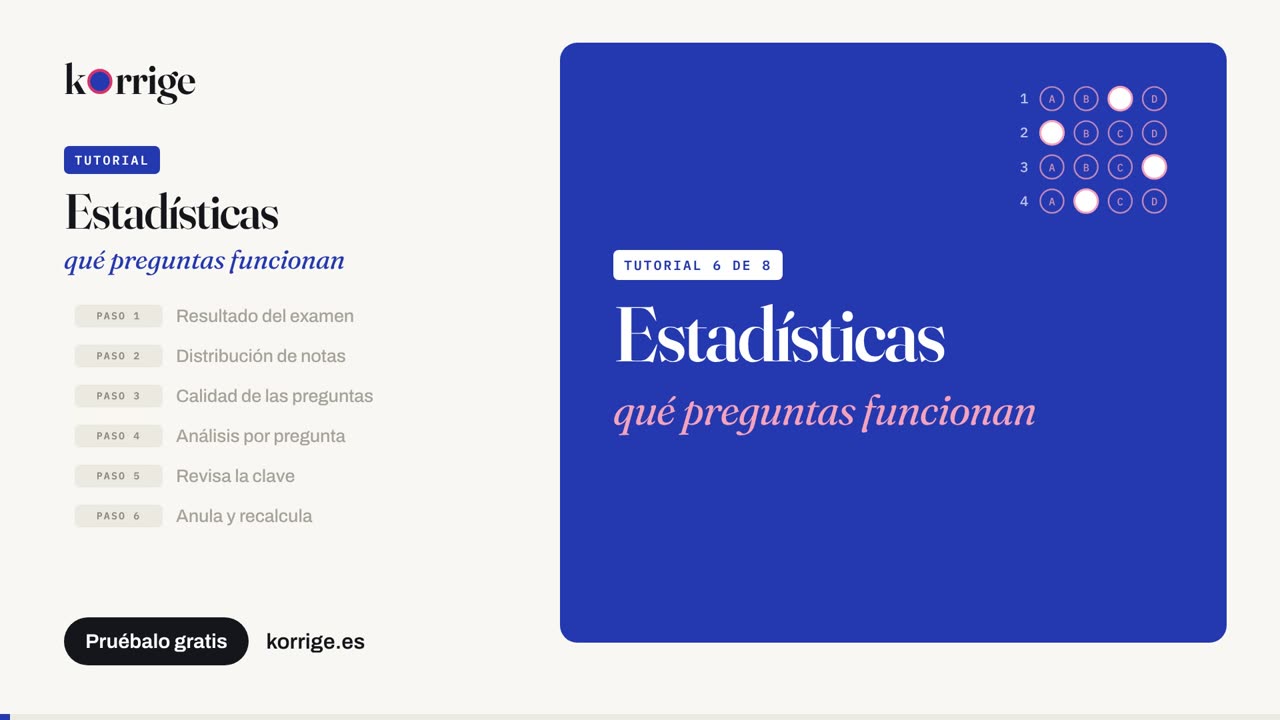 korrige
TUTORIAL
Estadísticas
qué preguntas funcionan
PASO 1 Resultado del examen
PASO 2 Distribución de notas
PASO 3 Calidad de las preguntas
PASO 4 Análisis por pregunta
PASO 5 Revisa la clave
PASO 6 Anula y recalcula
Pruébalo gratis korrige.es
1 A B D
2 B C D
3 A B C
4 A C D
TUTORIAL 6 DE 8
Estadísticas
qué preguntas funcionan